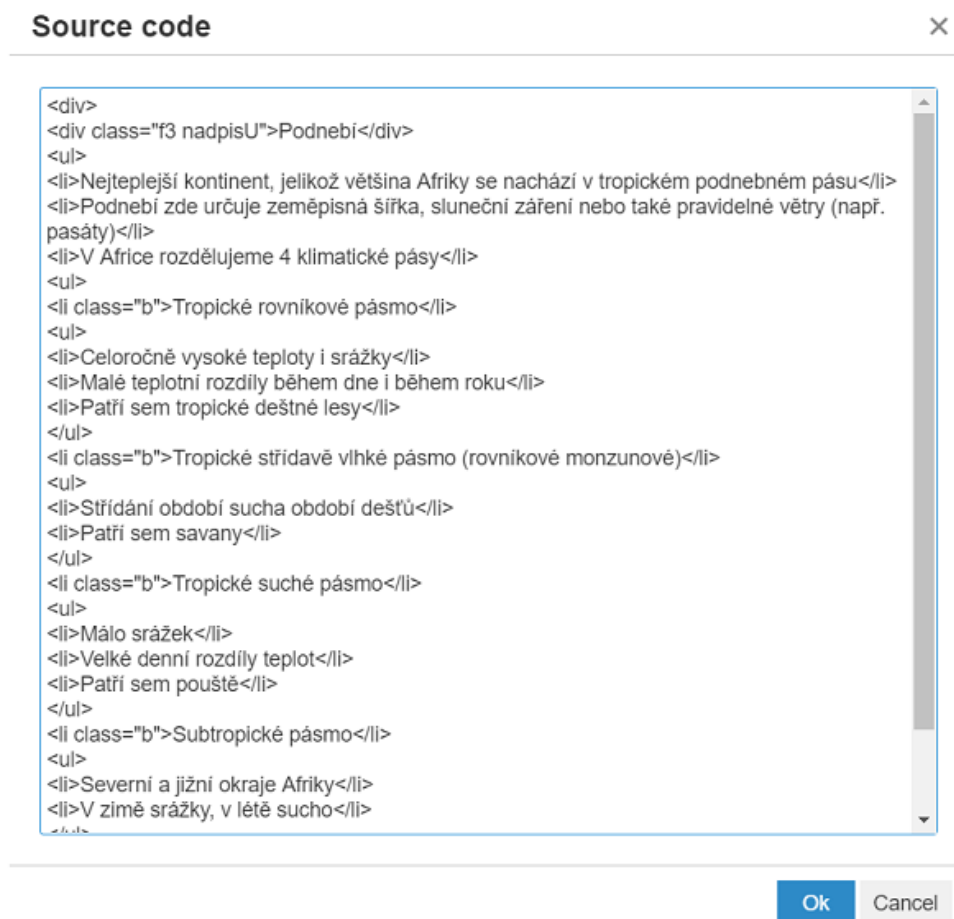 Source code
<div>
<div class="f3 nadpisU">Podnebí</div>
<ul>
<li>Nejteplejší kontinent, jelikož většina Afriky se nachází v tropickém podnebném pásu</li>
<li>Podnebí zde určuje zeměpisná šířka, sluneční záření nebo také pravidelné větry (např.
pasáty)</li>
<li>V Africe rozdělujeme 4 klimatické pásy</li>
<ul>
<li class="b">Tropické rovníkové pásmo</li>
<ul>
<li>Celoročně vysoké teploty i srážky</li>
<li>Malé teplotní rozdíly během dne i během roku</li>
<li>Patří sem tropické deštné lesy</li>
</ul>
<li class="b">Tropické střídavě vlhké pásmo (rovníkové monzunové)</li>
<ul>
<li>Střídání období sucha období dešťů</li>
<li>Patří sem savany</li>
</ul>
<li class="b">Tropické suché pásmo</li>
<ul>
<li>Málo srážek</li>
<li>Velké denní rozdíly teplot</li>
<li>Patří sem pouště</li>
</ul>
<li class="b">Subtropické pásmo</li>
<ul>
<li>Severní a jižní okraje Afriky</li>
<li>V zimě srážky, v létě sucho</li>
</ul>
Ok Cancel